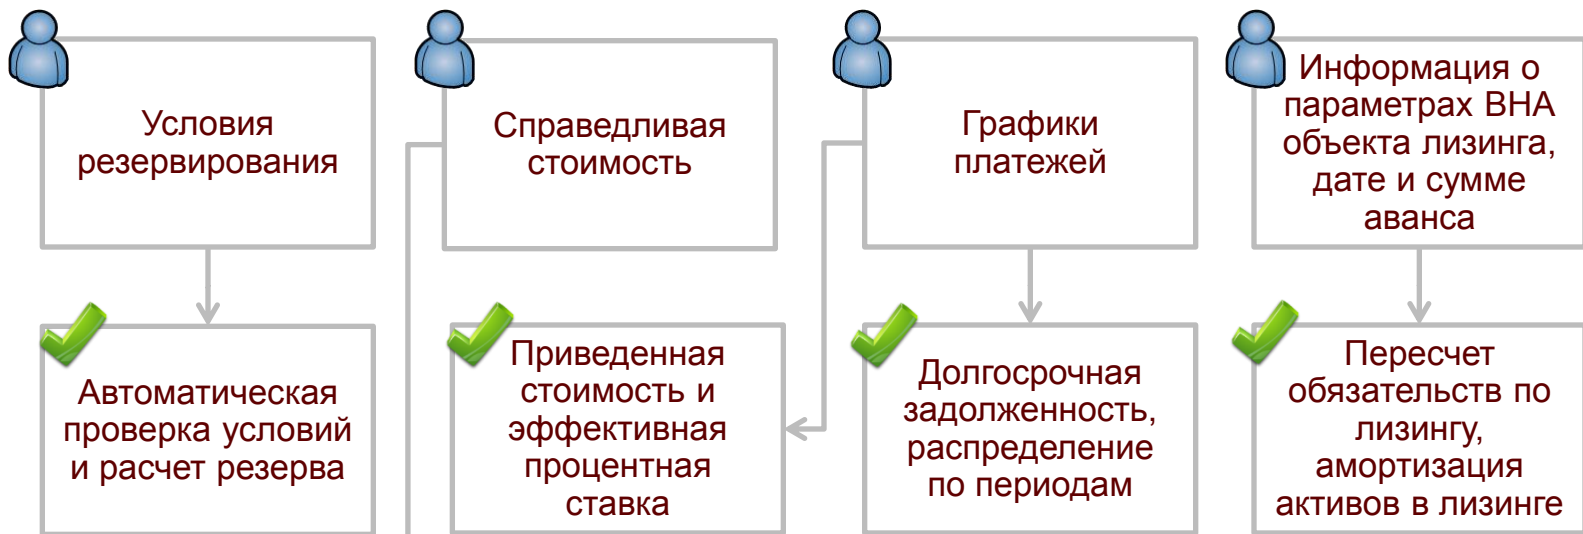 Условия
резервирования
Справедливая
стоимость
Графики
платежей
Информация о
параметрах ВНА
объекта лизинга,
дате и сумме
аванса
Автоматическая
проверка условий
и расчет резерва
Приведенная
стоимость и
эффективная
процентная
ставка
Долгосрочная
задолженность,
распределение
по периодам
Пересчет
обязательств по
лизингу,
амортизация
активов в лизинге